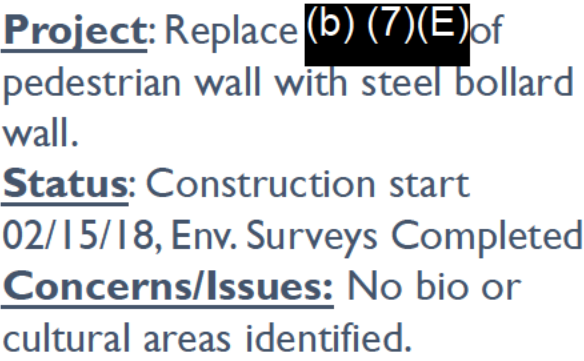 Project: Replace (b) (7)(E) of
pedestrian wall with steel bollard
wall.
Status: Construction start
02/15/18, Env. Surveys Completed
Concerns/Issues: No bio or
cultural areas identified.